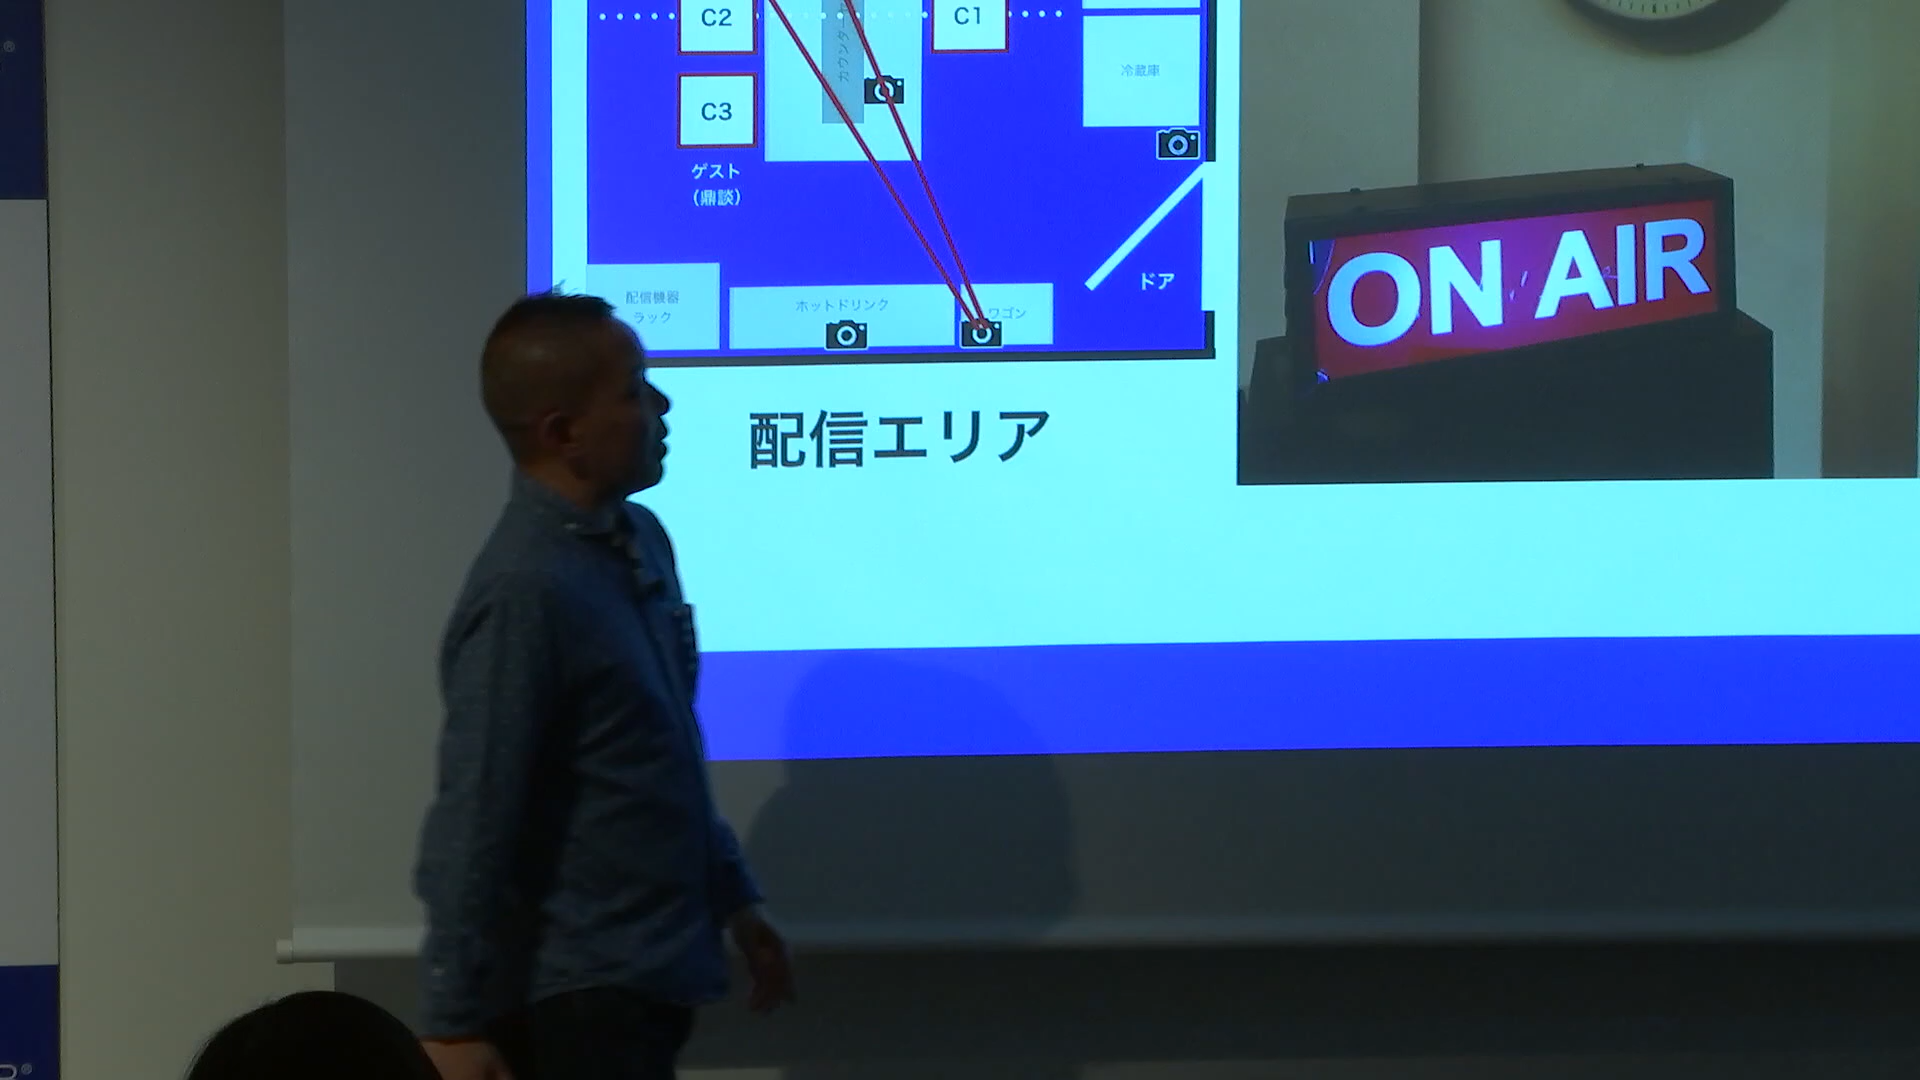 C2
C1
カウンター
冷蔵庫
C3
ゲスト
（鼎談）
ドア
配信機器
ラック
ホットドリンク
ワゴン
ON AIR
配信エリア